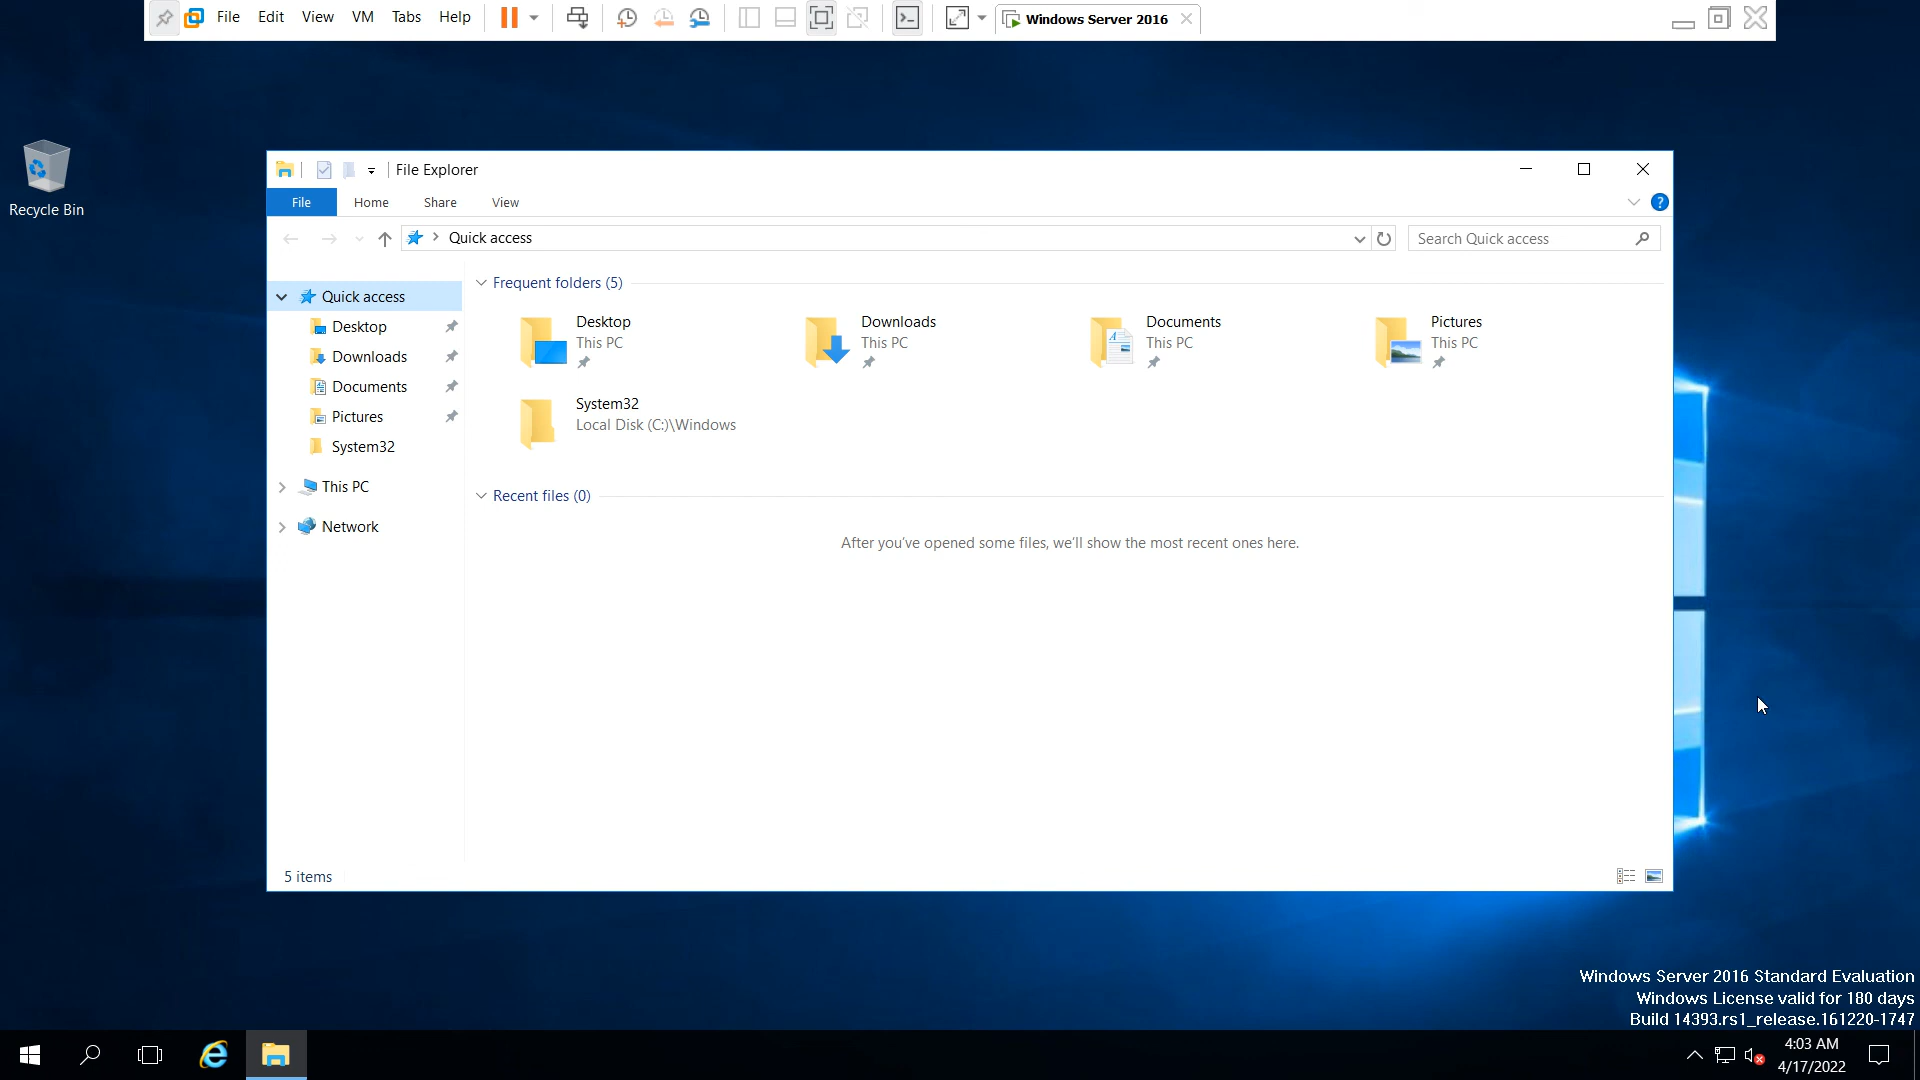 File Edit View VM Tabs Help
Windows Server 2016
Recycle Bin
File Explorer
File Home Share View
Quick access
Search Quick access
Quick access
Desktop
Downloads
Documents
Pictures
System32
This PC
Network
Frequent folders (5)
Desktop
This PC
Downloads
This PC
Documents
This PC
Pictures
This PC
System32
Local Disk (C:)\Windows
Recent files (0)
After you've opened some files, we'll show the most recent ones here.
5 items
Windows Server 2016 Standard Evaluation
Windows License valid for 180 days
Build 14393.rs1_release.161220-1747
4:03 AM
4/17/2022